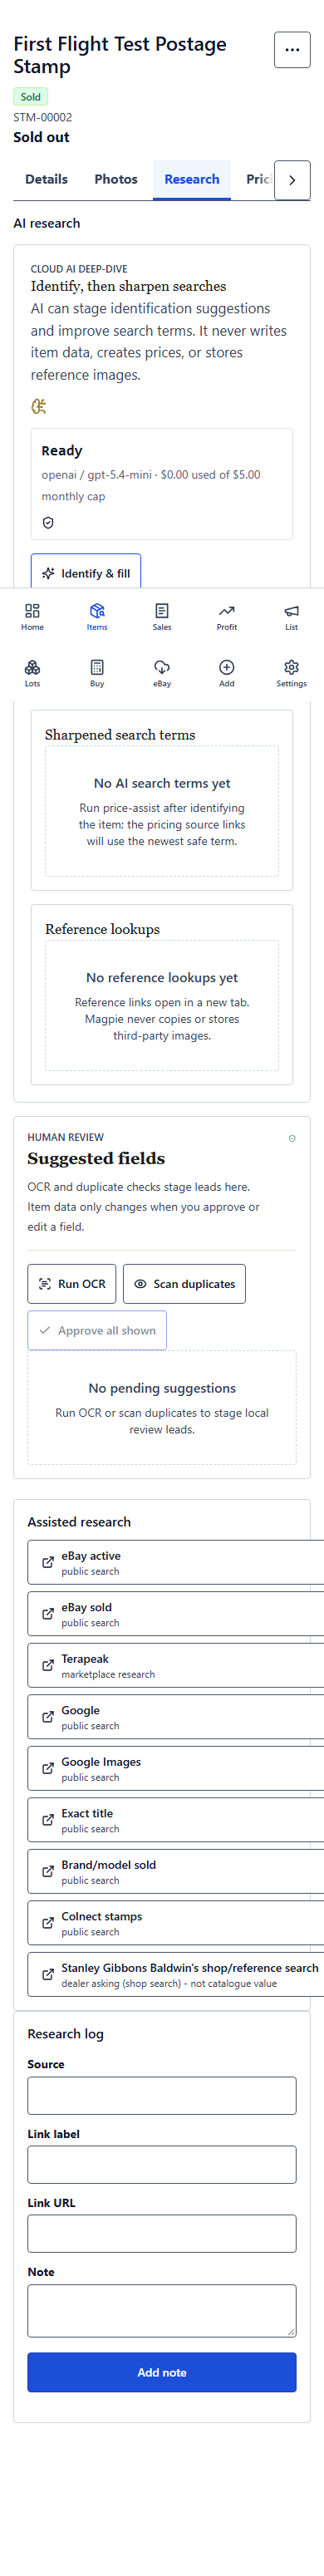 First Flight Test Postage
Stamp
Sold
STM-00002
Sold out
Details
Photos
Research
AI research
CLOUD AI DEEP-DIVE
Identify, then sharpen searches
AI can stage identification suggestions
and improve search terms. It never writes
item data, creates prices, or stores
reference images.
Ready
openai / gpt-5.4-mini · $0.00 used of $5.00
monthly cap
Identify & fill
Home
Items
Sales
Profit
List
Lots
Buy
eBay
Add
Settings
Sharpened search terms
No AI search terms yet
Run price-assist after identifying
the item; the pricing source links
will use the newest safe term.
Reference lookups
No reference lookups yet
Reference links open in a new tab.
Magpie never copies or stores
third-party images.
HUMAN REVIEW
Suggested fields
OCR and duplicate checks stage leads here.
Item data only changes when you approve or
edit a field.
Run OCR
Scan duplicates
Approve all shown
No pending suggestions
Run OCR or scan duplicates to stage local
review leads.
Assisted research
eBay active
public search
eBay sold
public search
Terapeak
marketplace research
Google
public search
Google Images
public search
Exact title
public search
Brand/model sold
public search
Colnect stamps
public search
Stanley Gibbons Baldwin's shop/reference search
dealer asking (shop search) - not catalogue value
Research log
Source
Link label
Link URL
Note
Add note